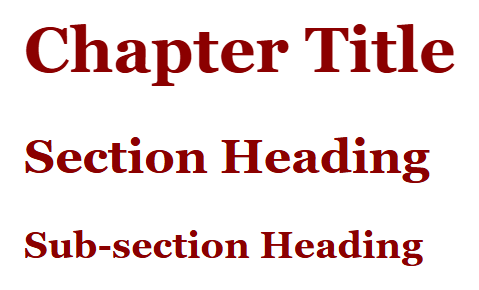 Chapter Title
Section Heading
Sub-section Heading